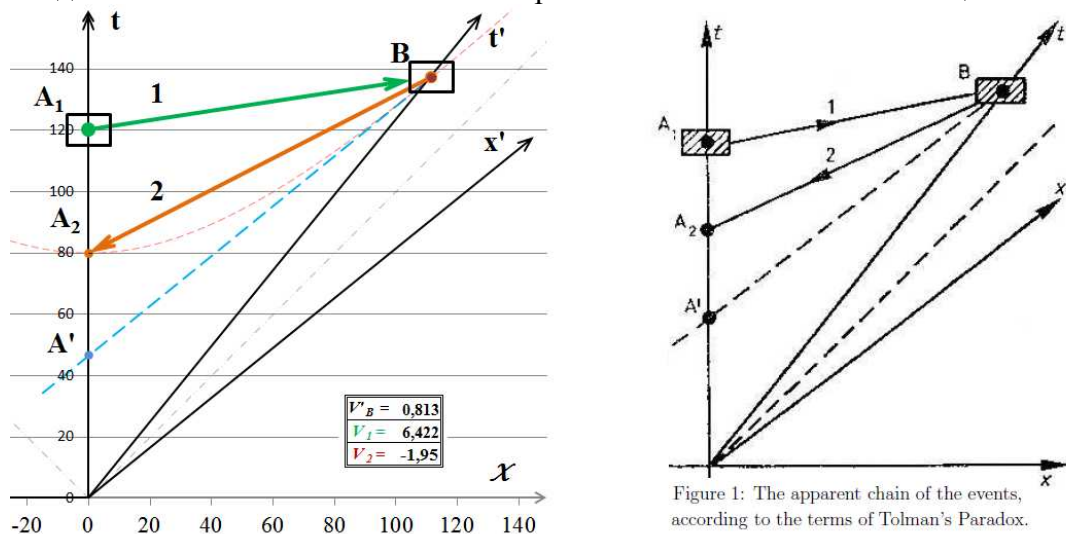 t
B
t'
140
A₁
1
120
x'
100
2
A₂
80
60
A'
40
V'_B = 0,813
V₁ = 6,422
V₂ = -1,95
20
x
0
-20 0 20 40 60 80 100 120 140
t
B
1
A₁
2
A₂
x
A'
x
Figure 1: The apparent chain of the events,
according to the terms of Tolman's Paradox.